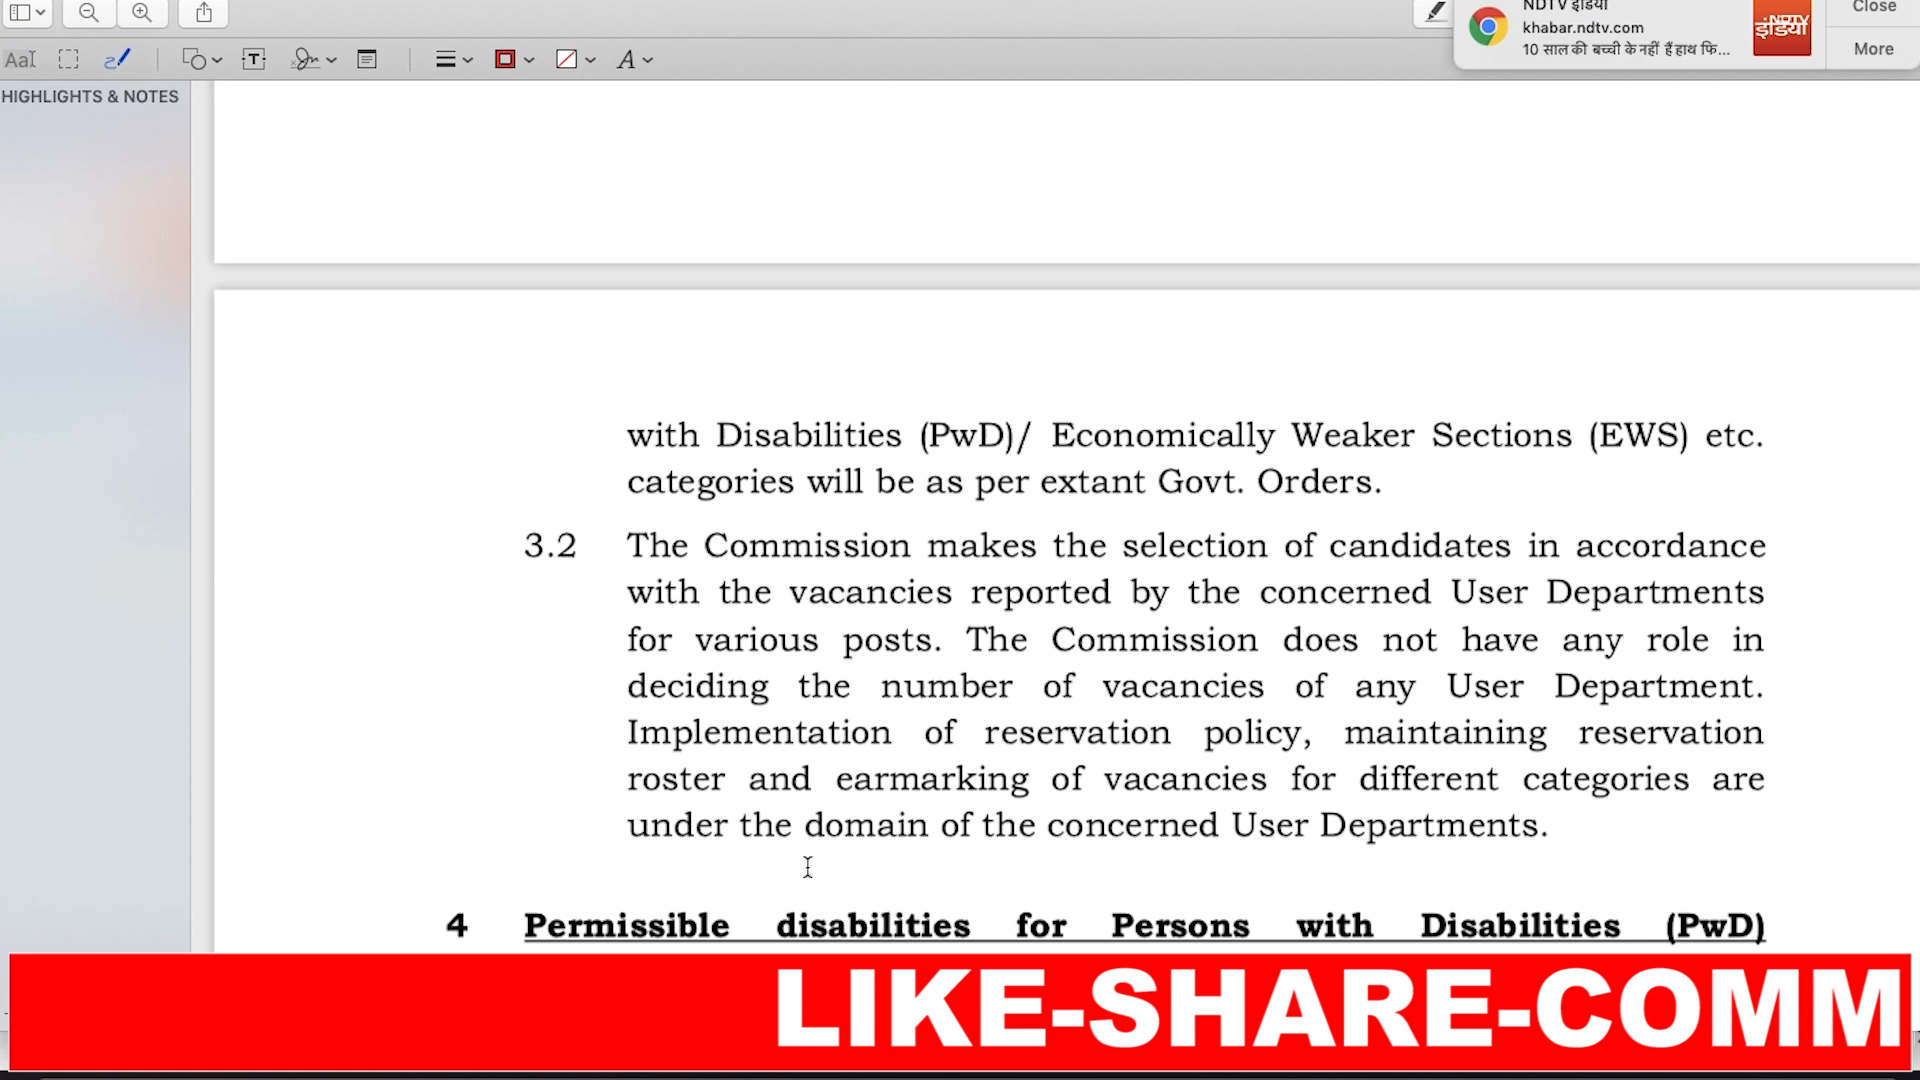 NDTV इंडिया
khabar.ndtv.com
10 साल की बच्ची के नहीं हैं हाथ फि...
NDTV
इंडिया
Close
More
HIGHLIGHTS & NOTES
with Disabilities (PwD)/ Economically Weaker Sections (EWS) etc.
categories will be as per extant Govt. Orders.
3.2 The Commission makes the selection of candidates in accordance
with the vacancies reported by the concerned User Departments
for various posts. The Commission does not have any role in
deciding the number of vacancies of any User Department.
Implementation of reservation policy, maintaining reservation
roster and earmarking of vacancies for different categories are
under the domain of the concerned User Departments.
4 Permissible disabilities for Persons with Disabilities (PwD)
LIKE-SHARE-COMM